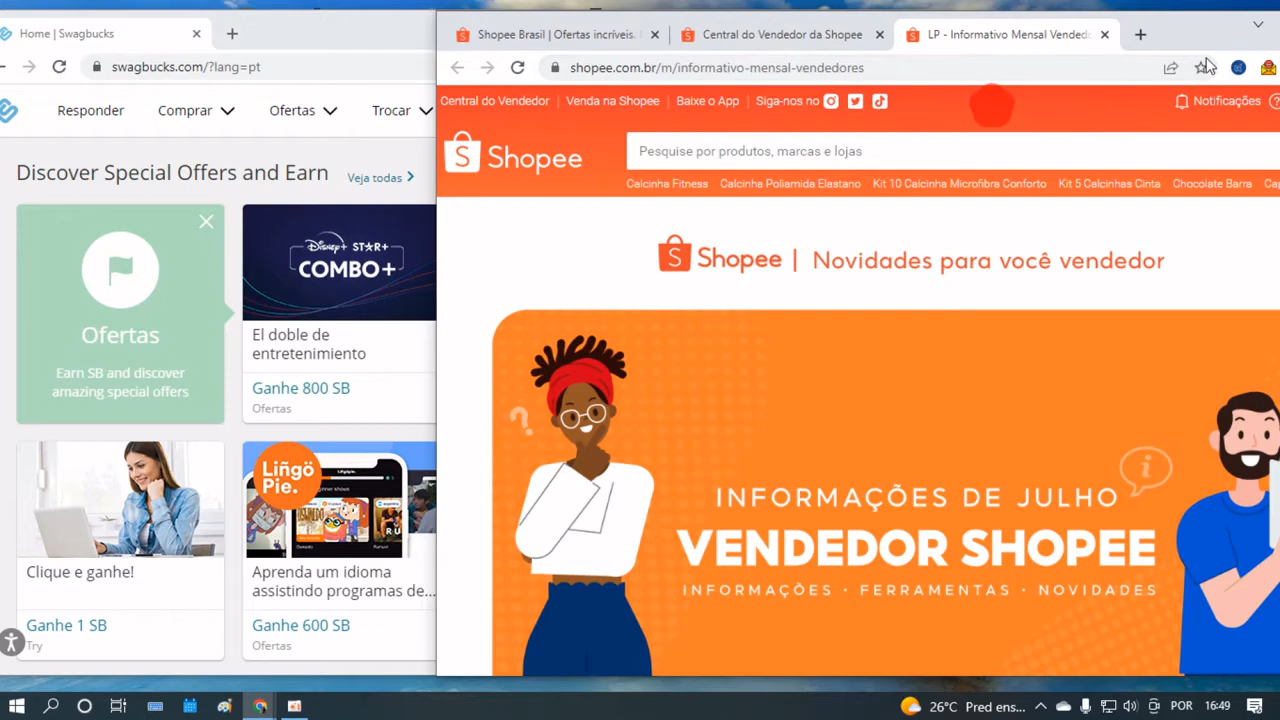 Home | Swagbucks
swagbucks.com/?lang=pt
Responder
Comprar
Ofertas
Trocar
Discover Special Offers and Earn
Veja todas
Ofertas
Earn SB and discover
amazing special offers
Disney+ STAR+
COMBO+
El doble de
entretenimiento
Ganhe 800 SB
Ofertas
Clique e ganhe!
Ganhe 1 SB
Try
Liñgö
Pie.
Aprenda um idioma
assistindo programas de...
Ganhe 600 SB
Ofertas
Shopee Brasil | Ofertas incríveis.
Central do Vendedor da Shopee
LP - Informativo Mensal Vended
shopee.com.br/m/informativo-mensal-vendedores
Central do Vendedor
Venda na Shopee
Baixe o App
Siga-nos no
Notificações
Shopee
Pesquise por produtos, marcas e lojas
Calcinha Fitness
Calcinha Poliamida Elastano
Kit 10 Calcinha Microfibra Conforto
Kit 5 Calcinhas Cinta
Chocolate Barra
Shopee | Novidades para você vendedor
INFORMAÇÕES DE JULHO
VENDEDOR SHOPEE
INFORMAÇÕES · FERRAMENTAS · NOVIDADES
26°C Pred ens...
POR
16:49